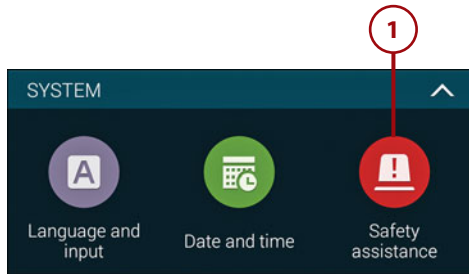 1
SYSTEM
A
Language and
input
Date and time
!
Safety
assistance